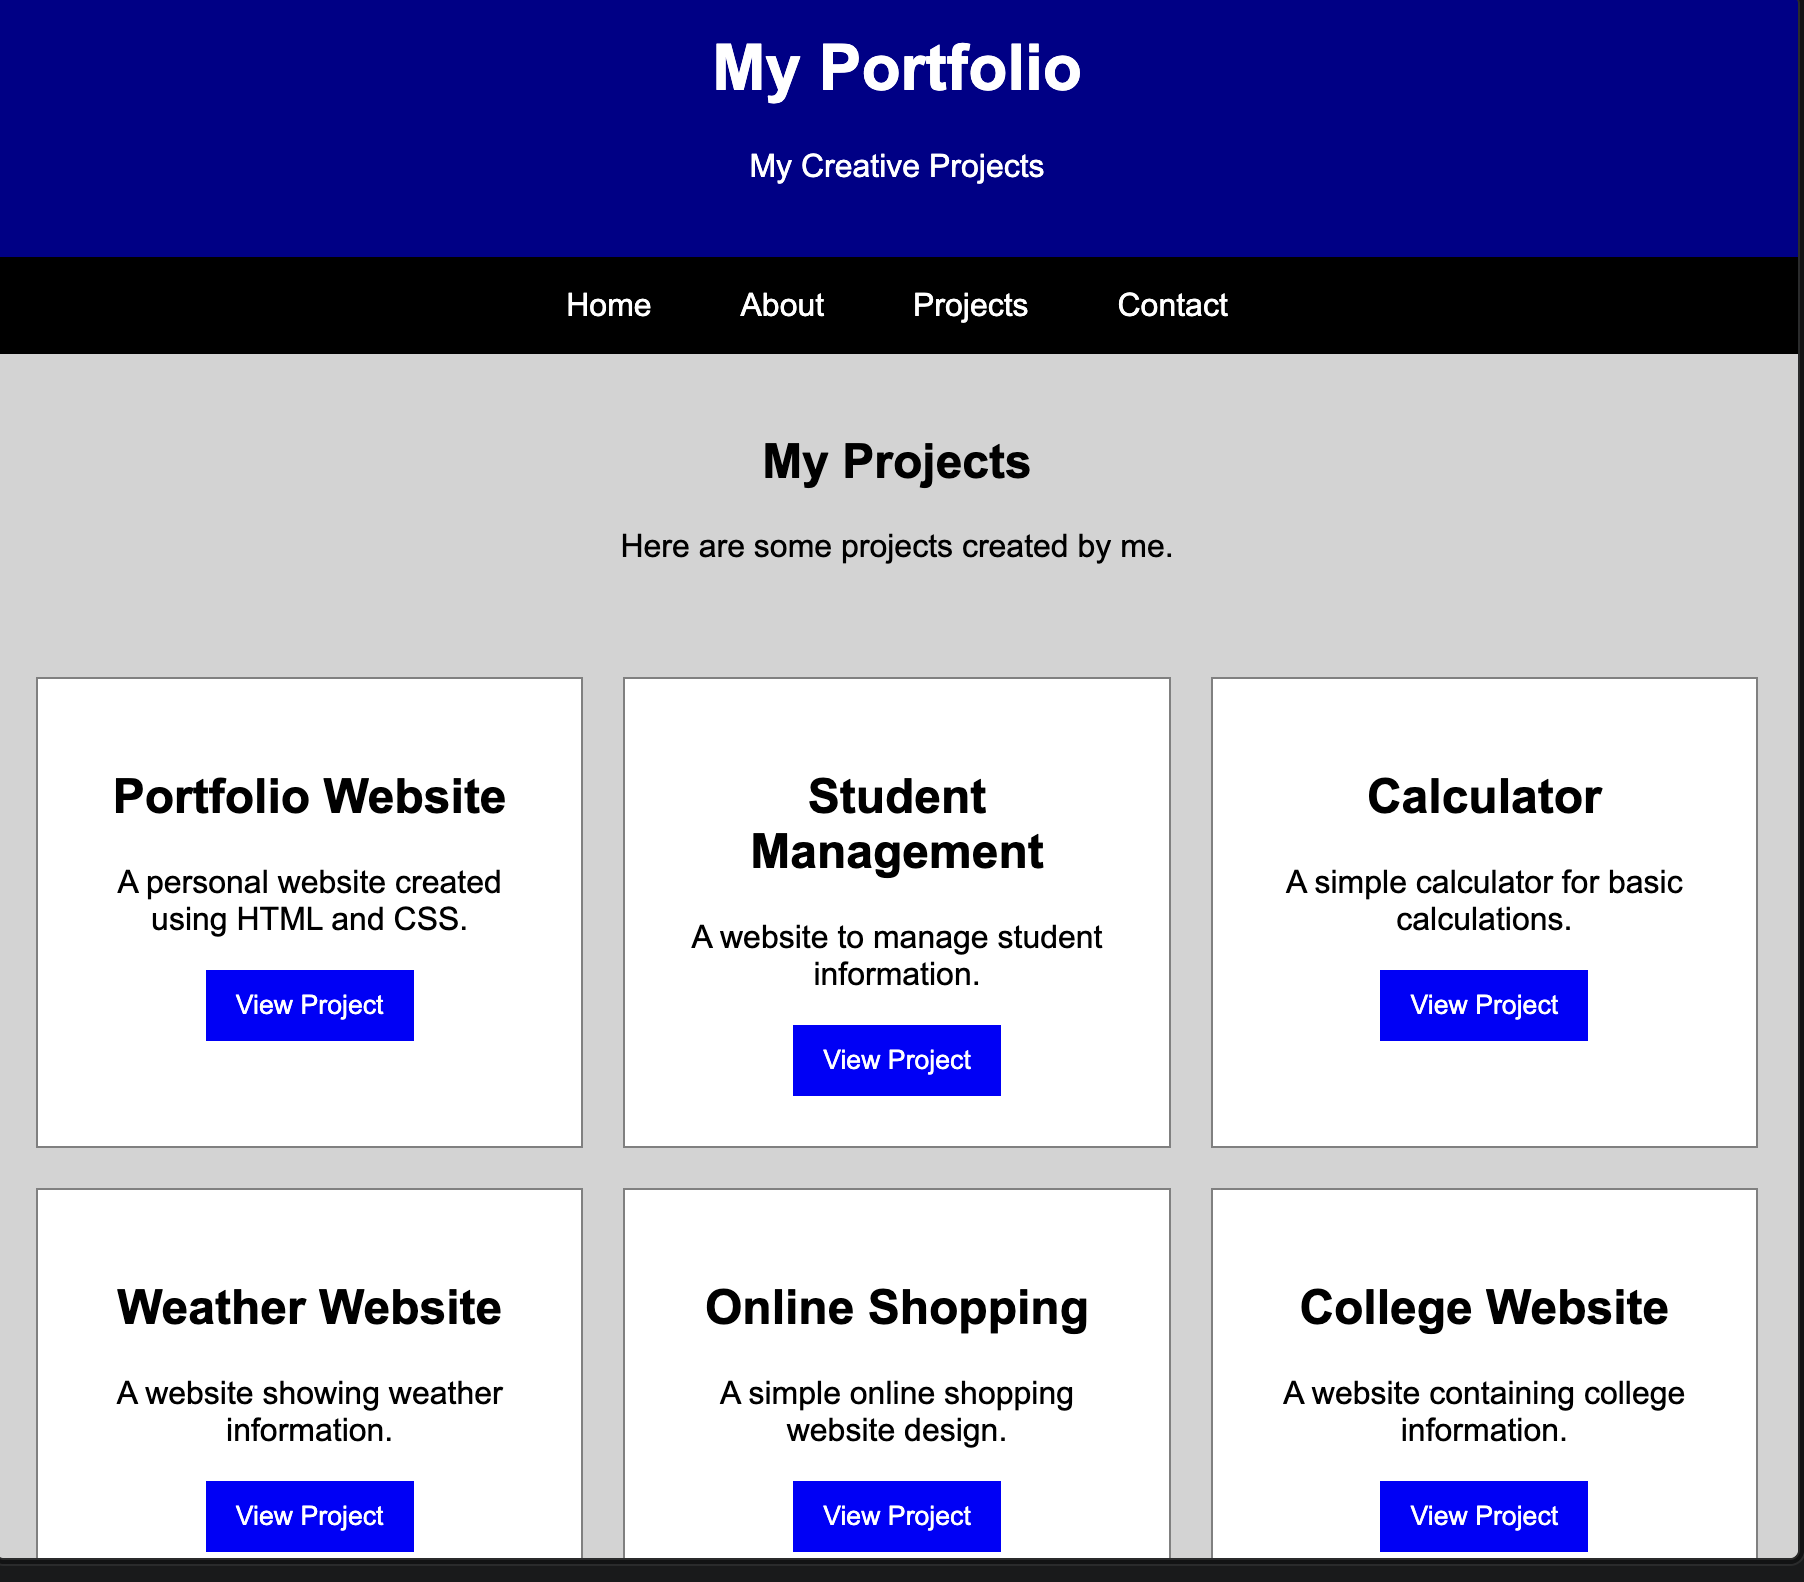 My Portfolio
My Creative Projects
Home About Projects Contact
My Projects
Here are some projects created by me.
Portfolio Website
A personal website created
using HTML and CSS.
View Project
Student
Management
A website to manage student
information.
View Project
Calculator
A simple calculator for basic
calculations.
View Project
Weather Website
A website showing weather
information.
View Project
Online Shopping
A simple online shopping
website design.
View Project
College Website
A website containing college
information.
View Project